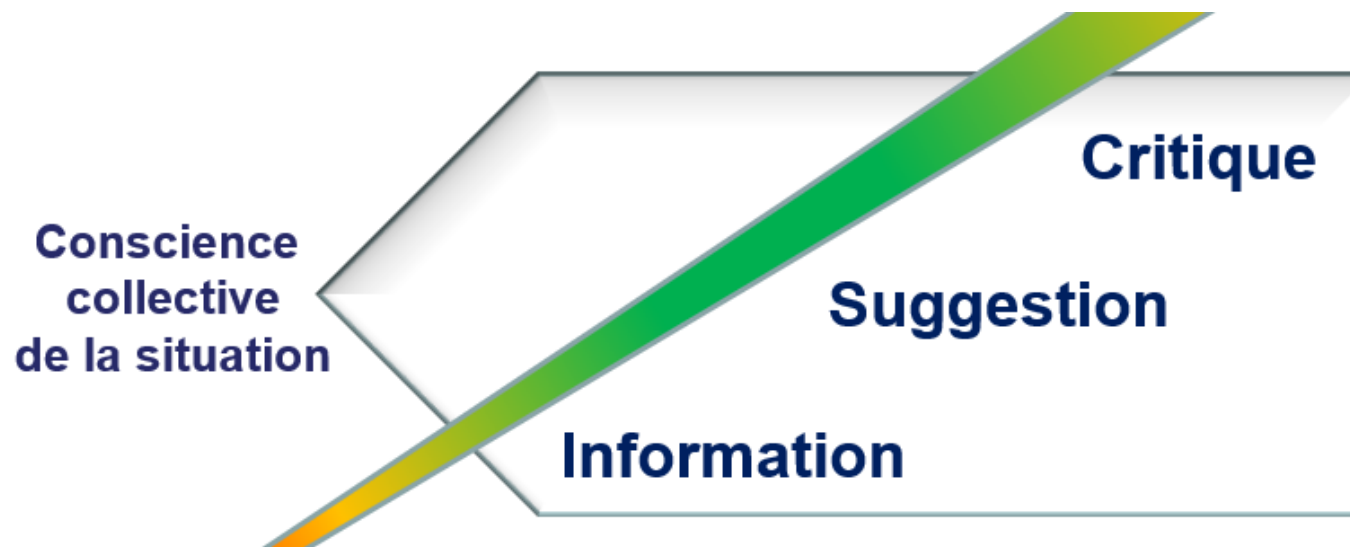 Conscience
collective
de la situation
Critique
Suggestion
Information